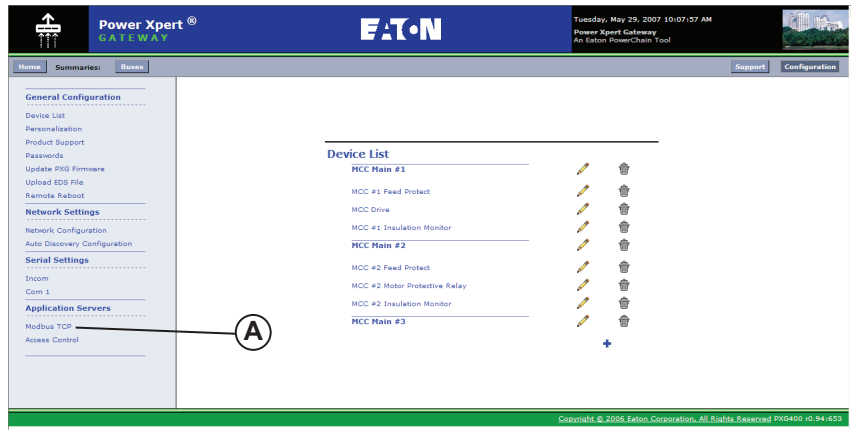 Power Xpert ®
GATEWAY
EATON
Tuesday, May 29, 2007 10:07:57 AM
Power Xpert Gateway
An Eaton PowerChain Tool
Home Summaries: Buses Support Configuration
General Configuration
Device List
Personalization
Product Support
Passwords
Update PXG Firmware
Upload EDS File
Remote Reboot
Network Settings
Network Configuration
Auto Discovery Configuration
Serial Settings
Incom
Com 1
Application Servers
Modbus TCP
Access Control
A
Device List
MCC Main #1
MCC #1 Feed Protect
MCC Drive
MCC #1 Insulation Monitor
MCC Main #2
MCC #2 Feed Protect
MCC #2 Motor Protective Relay
MCC #2 Insulation Monitor
MCC Main #3
Copyright © 2006 Eaton Corporation, All Rights Reserved PXG400 r0.94:653